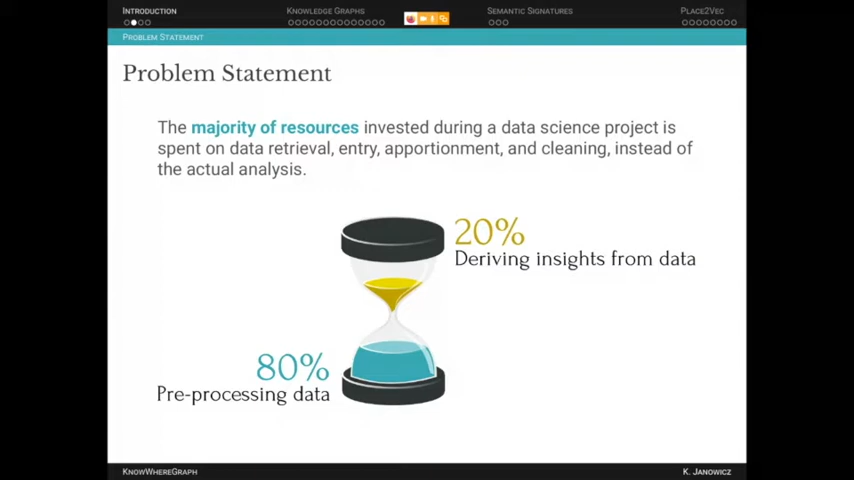 INTRODUCTION
KNOWLEDGE GRAPHS
SEMANTIC SIGNATURES
PLACE2VEC
PROBLEM STATEMENT
Problem Statement
The majority of resources invested during a data science project is
spent on data retrieval, entry, apportionment, and cleaning, instead of
the actual analysis.
20%
Deriving insights from data
80%
Pre-processing data
KNOWWHEREGRAPH
K. JANOWICZ